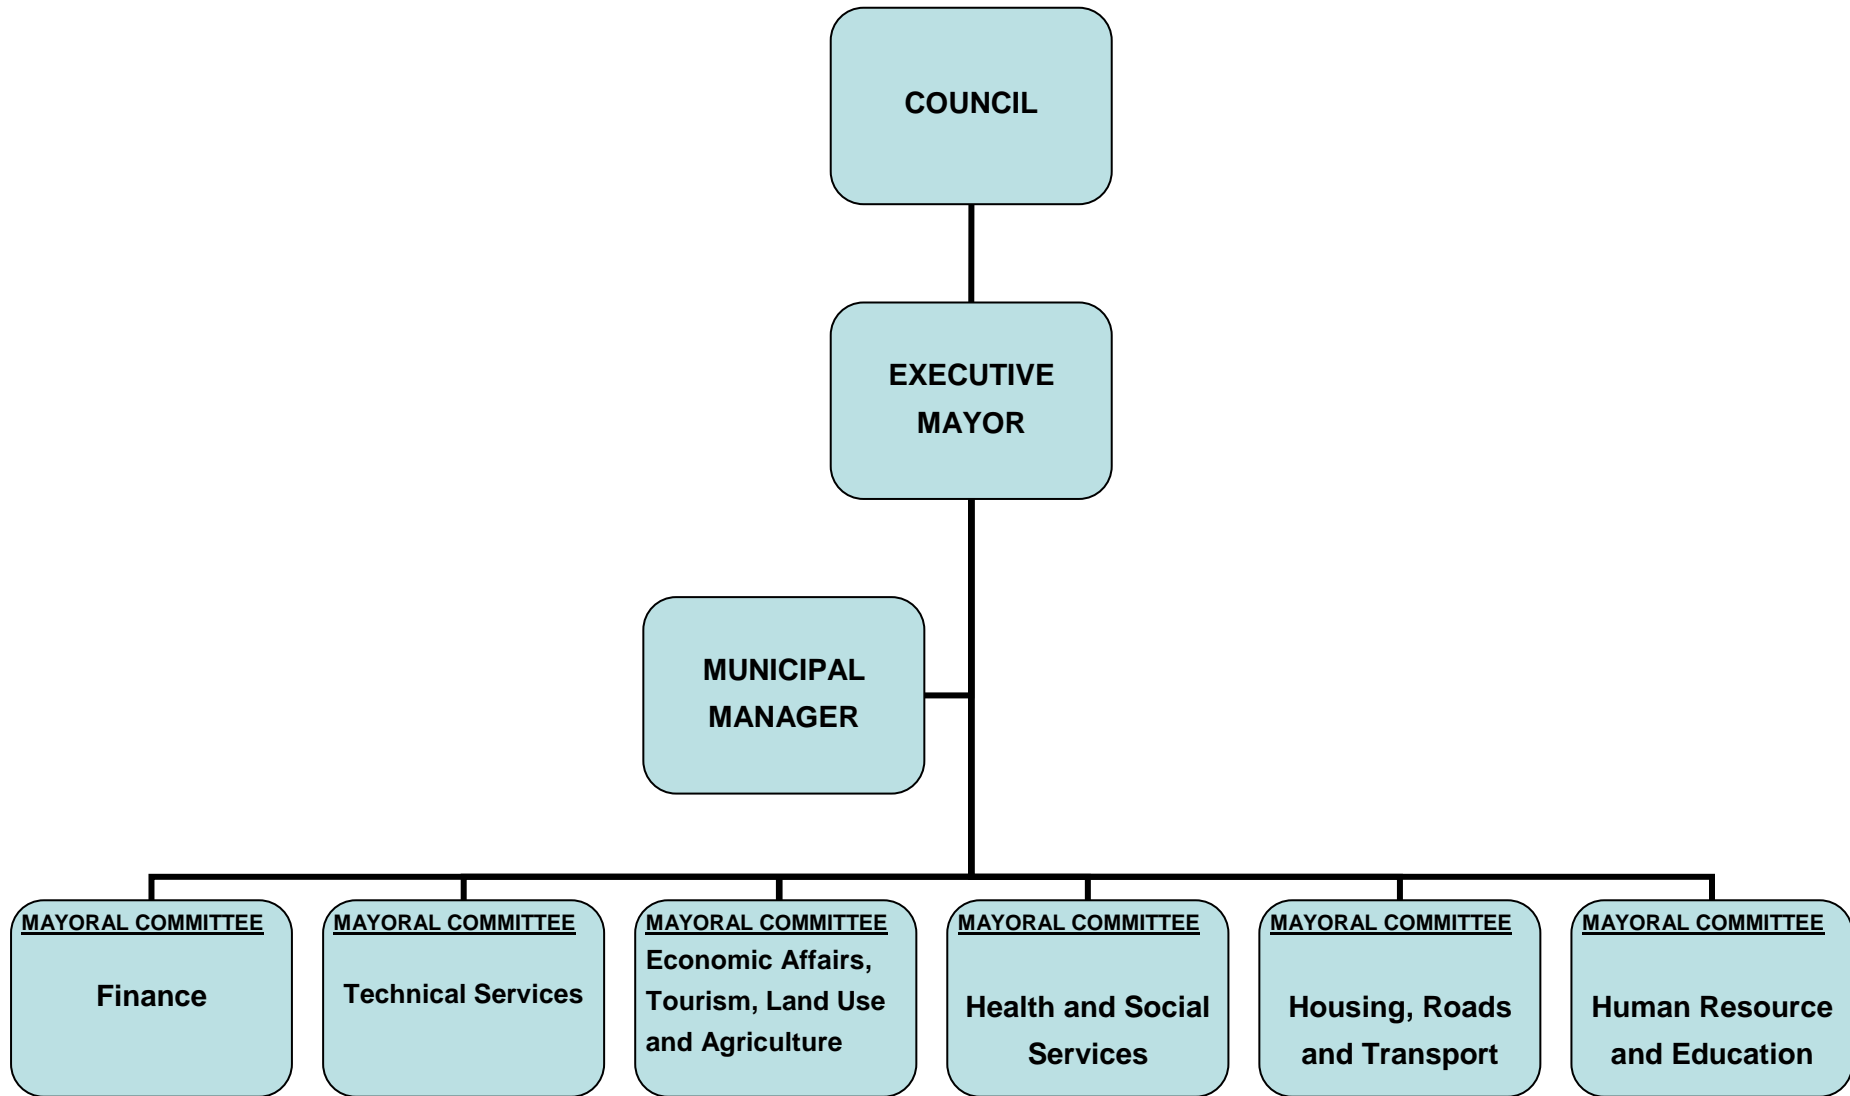 COUNCIL
EXECUTIVE
MAYOR
MUNICIPAL
MANAGER
MAYORAL COMMITTEE
Finance
MAYORAL COMMITTEE
Technical Services
MAYORAL COMMITTEE
Economic Affairs,
Tourism, Land Use
and Agriculture
MAYORAL COMMITTEE
Health and Social
Services
MAYORAL COMMITTEE
Housing, Roads
and Transport
MAYORAL COMMITTEE
Human Resource
and Education